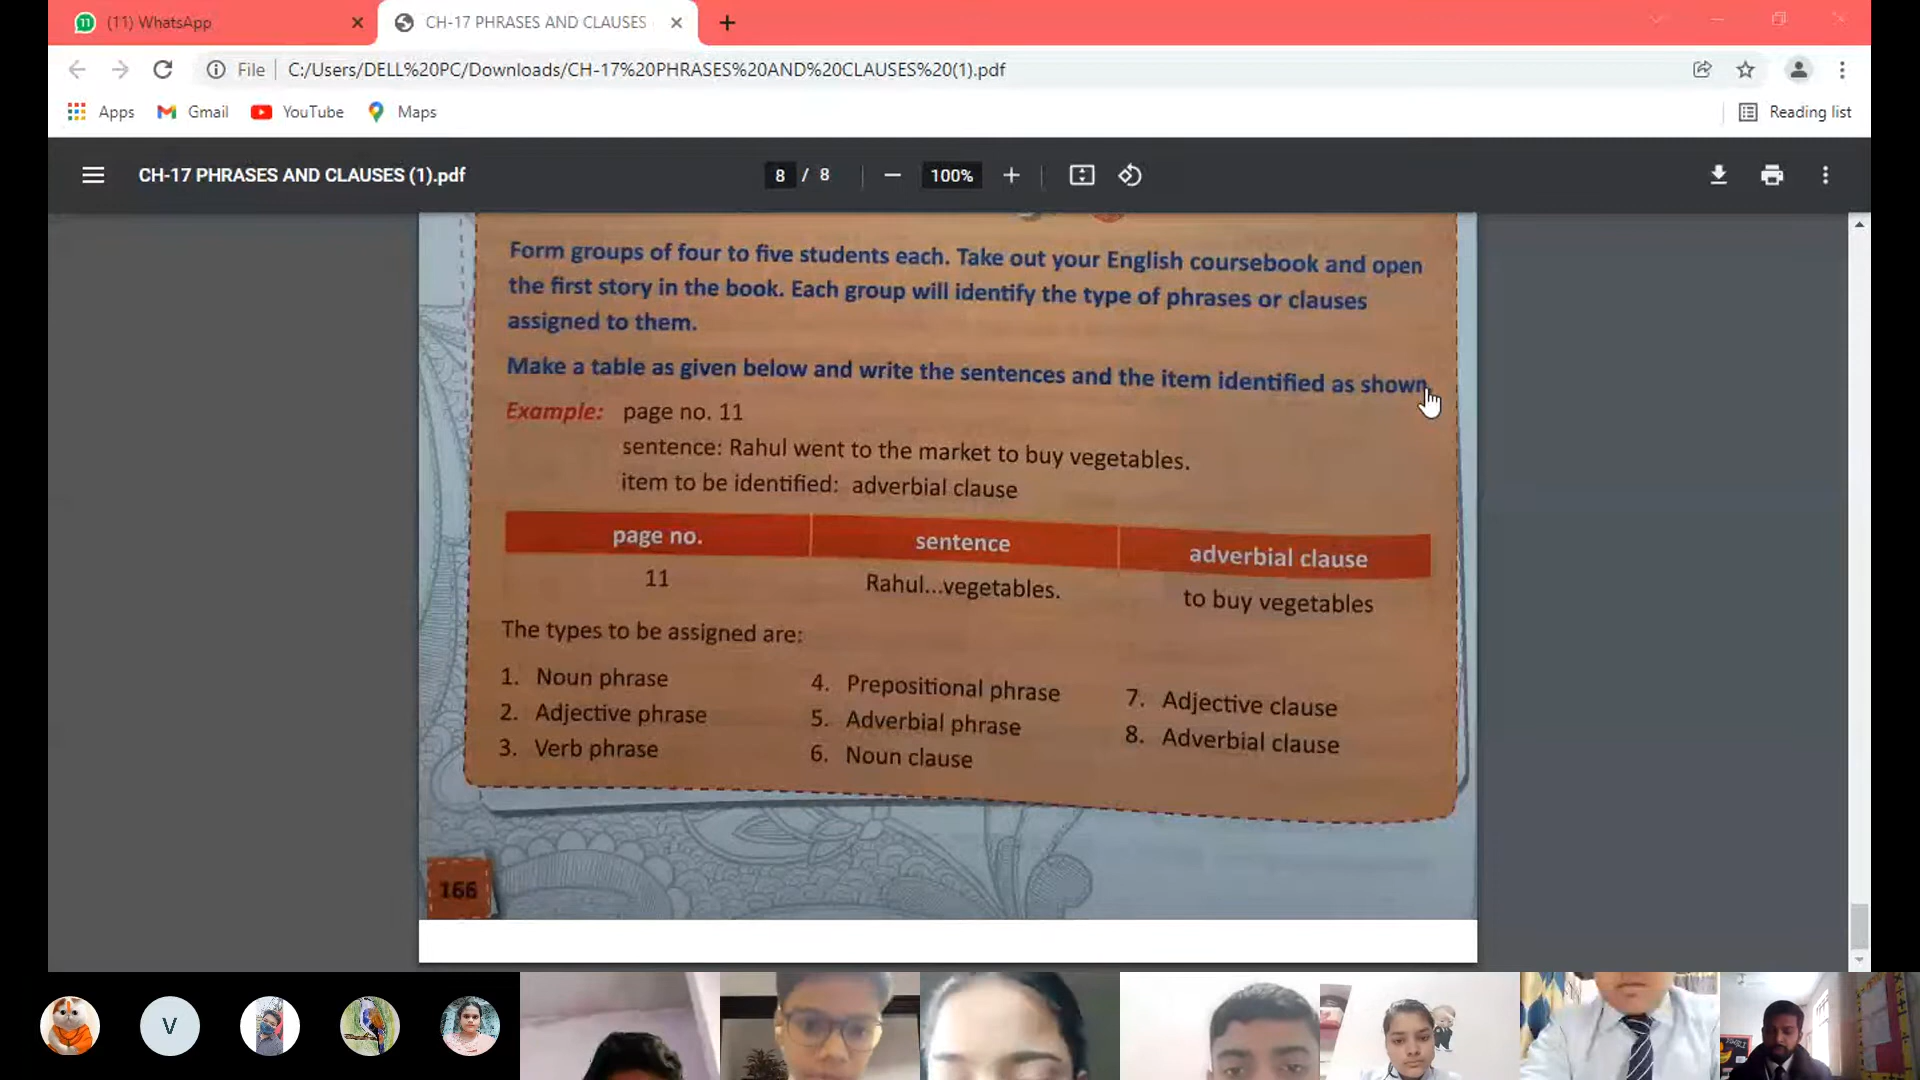 11 (11) WhatsApp CH-17 PHRASES AND CLAUSES
File C:/Users/DELL%20PC/Downloads/CH-17%20PHRASES%20AND%20CLAUSES%20(1).pdf
Apps Gmail YouTube Maps Reading list
CH-17 PHRASES AND CLAUSES (1).pdf 8 / 8 100%
Form groups of four to five students each. Take out your English coursebook and open
the first story in the book. Each group will identify the type of phrases or clauses
assigned to them.
Make a table as given below and write the sentences and the item identified as shown.
Example: page no. 11
sentence: Rahul went to the market to buy vegetables.
item to be identified: adverbial clause
page no. sentence adverbial clause
11 Rahul...vegetables. to buy vegetables
The types to be assigned are:
1. Noun phrase 4. Prepositional phrase 7. Adjective clause
2. Adjective phrase 5. Adverbial phrase 8. Adverbial clause
3. Verb phrase 6. Noun clause
166
V